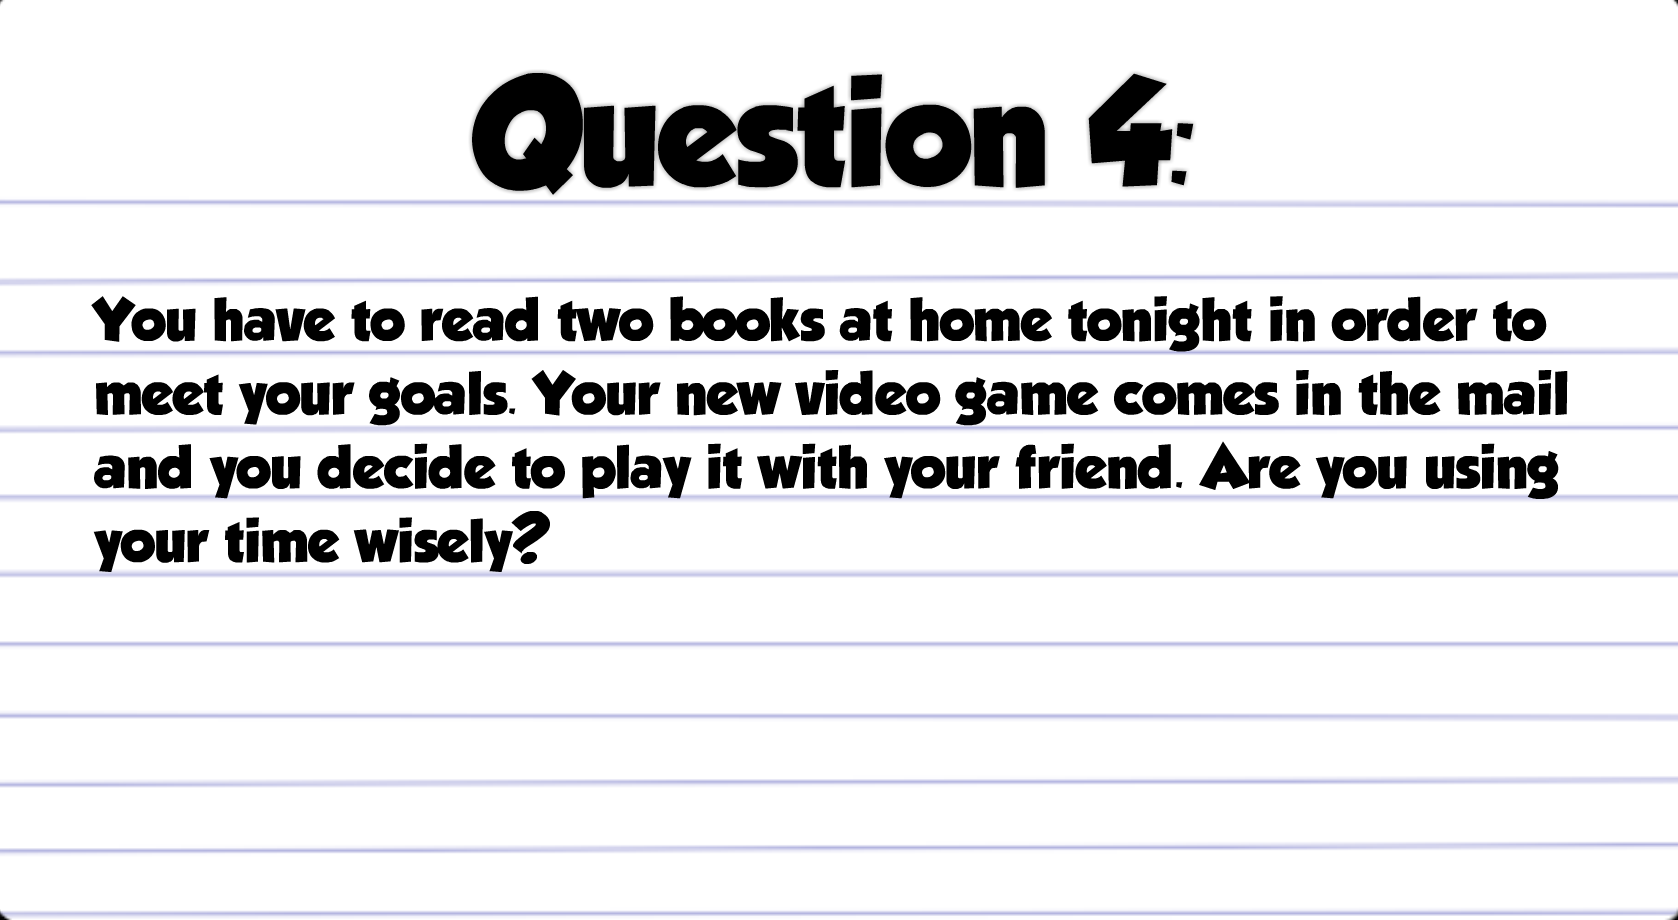 Question 4:
You have to read two books at home tonight in order to
meet your goals. Your new video game comes in the mail
and you decide to play it with your friend. Are you using
your time wisely?